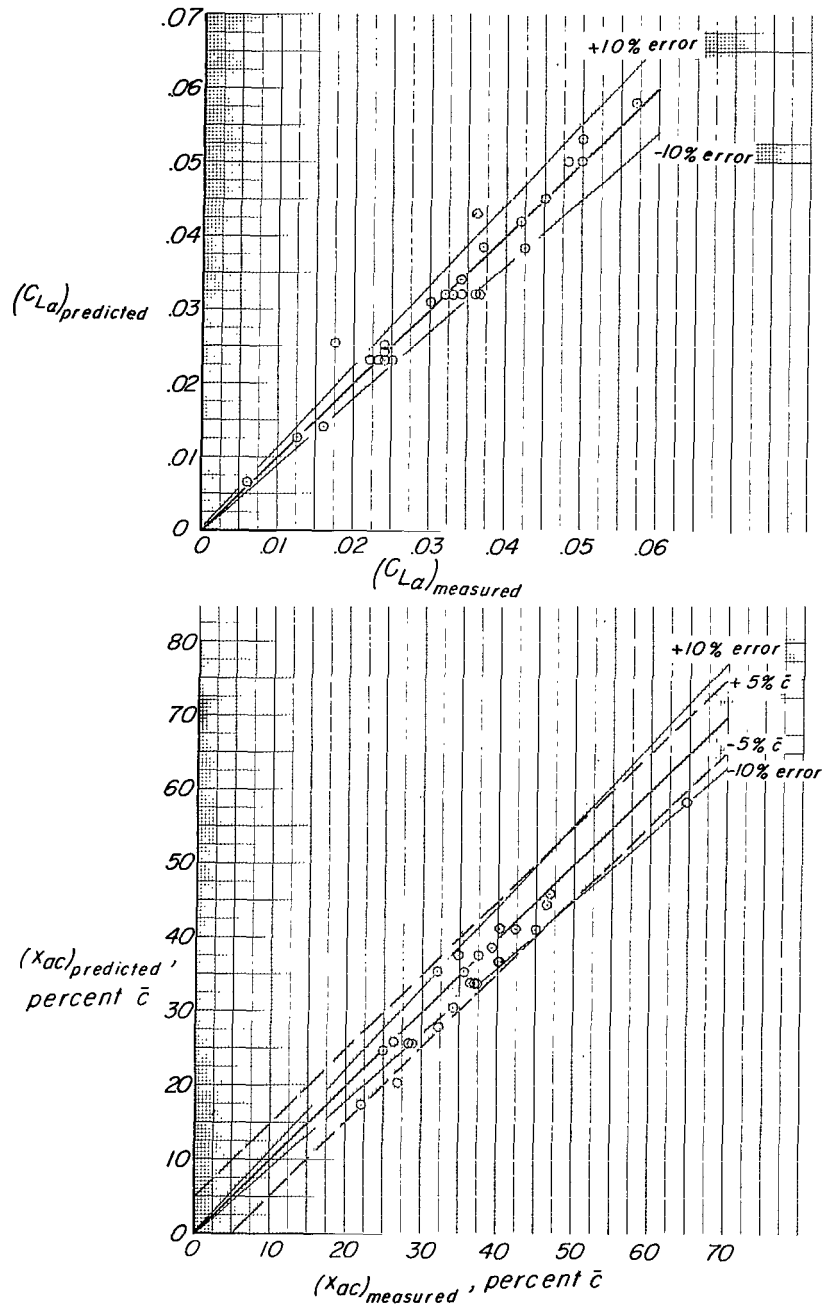 .07
+10% error
.06
-10% error
.05
.04
(CLa)predicted
.03
.02
.01
0
0 .01 .02 .03 .04 .05 .06
(CLa)measured
80
+10% error
+ 5% c̄
70
-5% c̄
60
-10% error
50
40
(xac)predicted,
percent c̄
30
20
10
0
0 10 20 30 40 50 60 70
(xac)measured, percent c̄